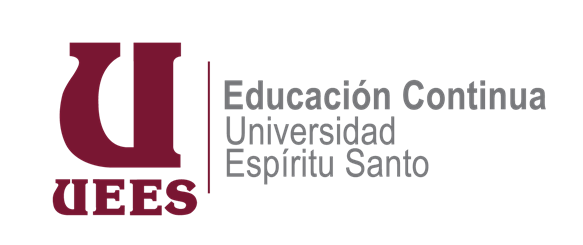 U
UEES
Educación Continua
Universidad
Espíritu Santo